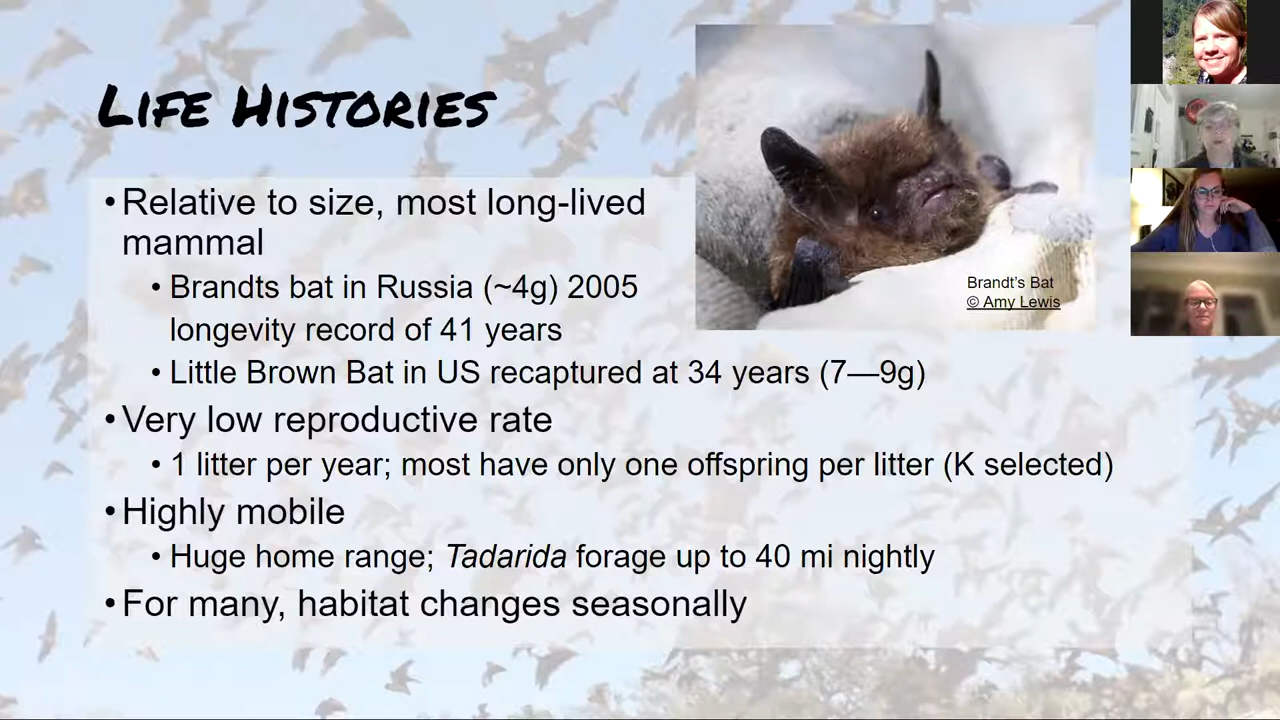 Life Histories
• Relative to size, most long-lived
mammal
• Brandts bat in Russia (~4g) 2005
longevity record of 41 years
• Little Brown Bat in US recaptured at 34 years (7—9g)
• Very low reproductive rate
• 1 litter per year; most have only one offspring per litter (K selected)
• Highly mobile
• Huge home range; Tadarida forage up to 40 mi nightly
• For many, habitat changes seasonally
Brandt's Bat
© Amy Lewis